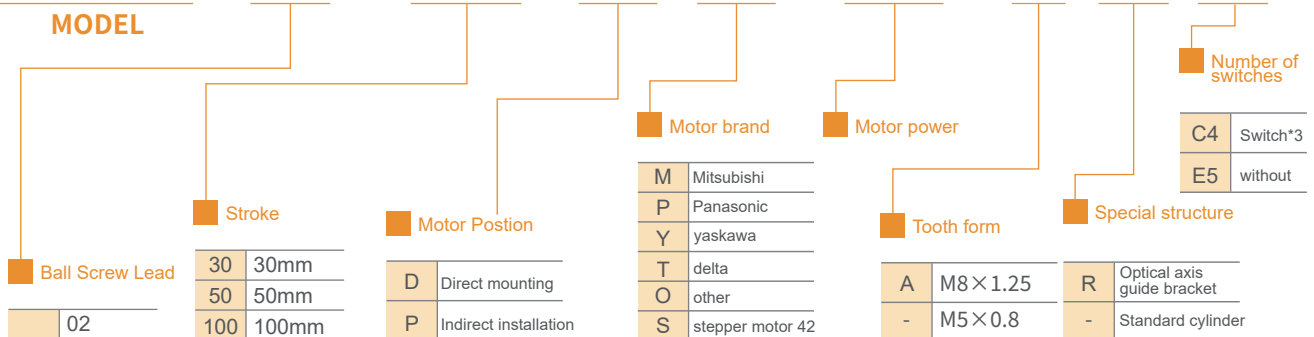 MODEL
Number of
switches
C4 Switch*3
E5 without
Motor brand
M Mitsubishi
P Panasonic
Y yaskawa
T delta
O other
S stepper motor 42
Motor power
Stroke
30 30mm
50 50mm
100 100mm
Motor Postion
D Direct mounting
P Indirect installation
Tooth form
A M8×1.25
- M5×0.8
Special structure
R Optical axis
guide bracket
- Standard cylinder
Ball Screw Lead
02